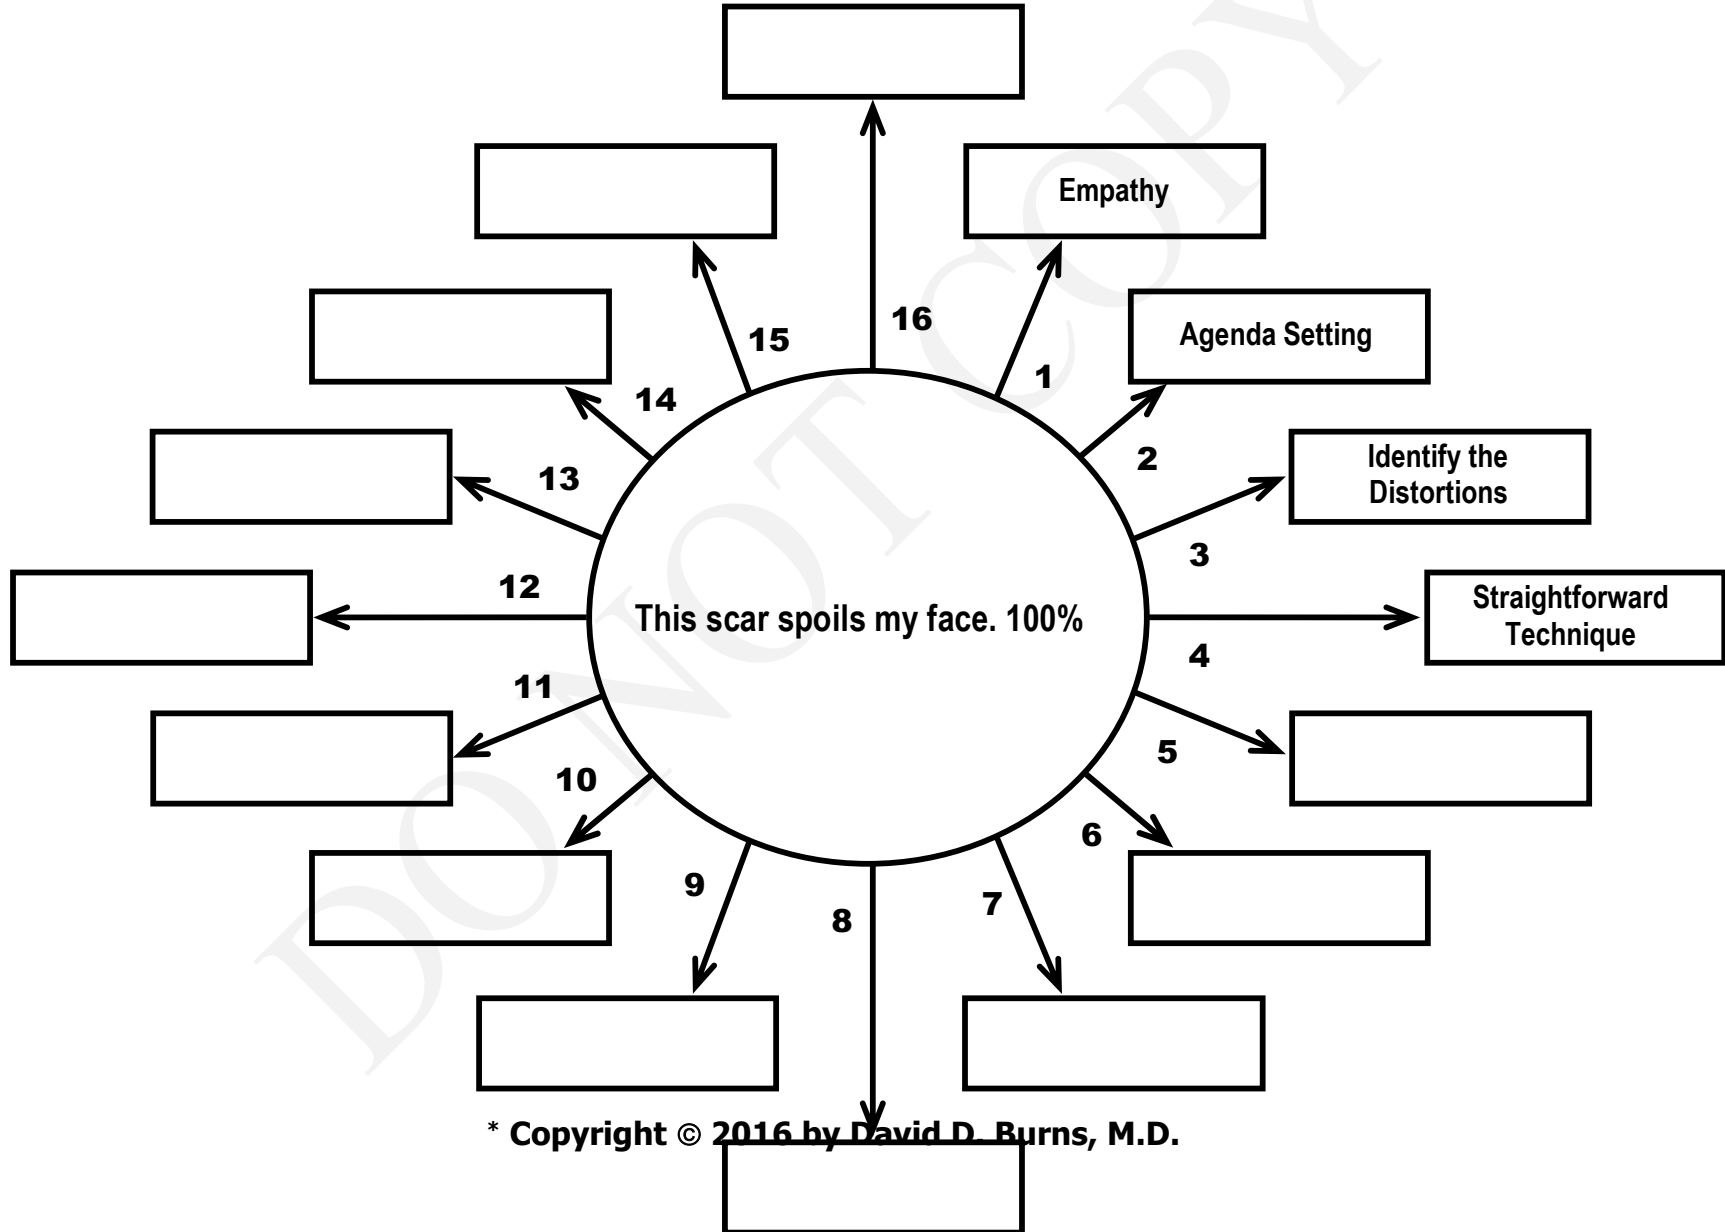 16
Empathy
15
1
Agenda Setting
14
2
Identify the
Distortions
13
3
Straightforward
Technique
12
4
This scar spoils my face. 100%
11
5
10
6
9
7
8
* Copyright © 2016 by David D. Burns, M.D.
DO NOT COPY